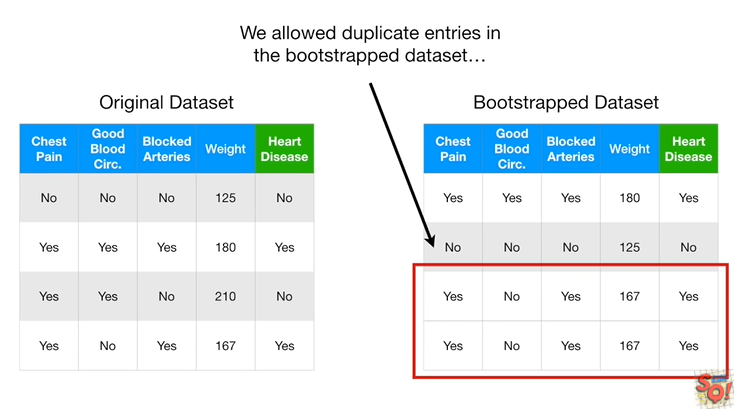 We allowed duplicate entries in
the bootstrapped dataset…
Original Dataset
Chest Pain Good Blood Circ. Blocked Arteries Weight Heart Disease
No No No 125 No
Yes Yes Yes 180 Yes
Yes Yes No 210 No
Yes No Yes 167 Yes
Bootstrapped Dataset
Chest Pain Good Blood Circ. Blocked Arteries Weight Heart Disease
Yes Yes Yes 180 Yes
No No No 125 No
Yes No Yes 167 Yes
Yes No Yes 167 Yes
SQ!